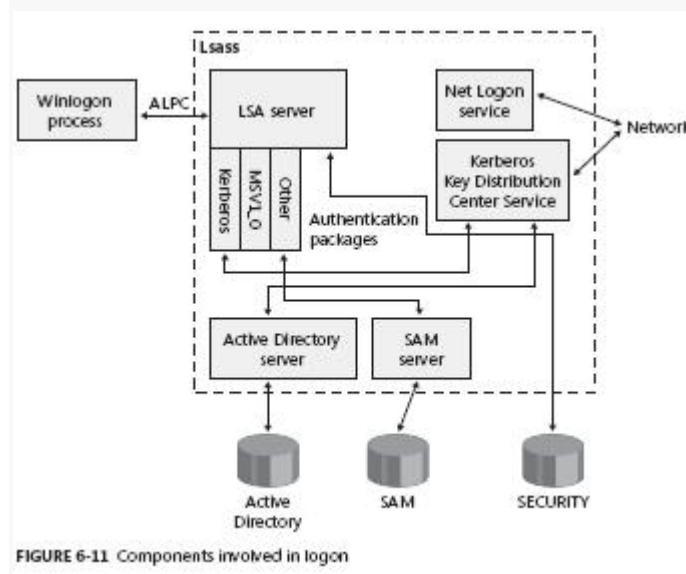 Lsass
Winlogon
process
ALPC
LSA server
Net Logon
service
Network
Kerberos
Key Distribution
Center Service
Kerberos
MSV1_0
Other
Authentication
packages
Active Directory
server
SAM
server
Active
Directory
SAM
SECURITY
FIGURE 6-11 Components involved in logon